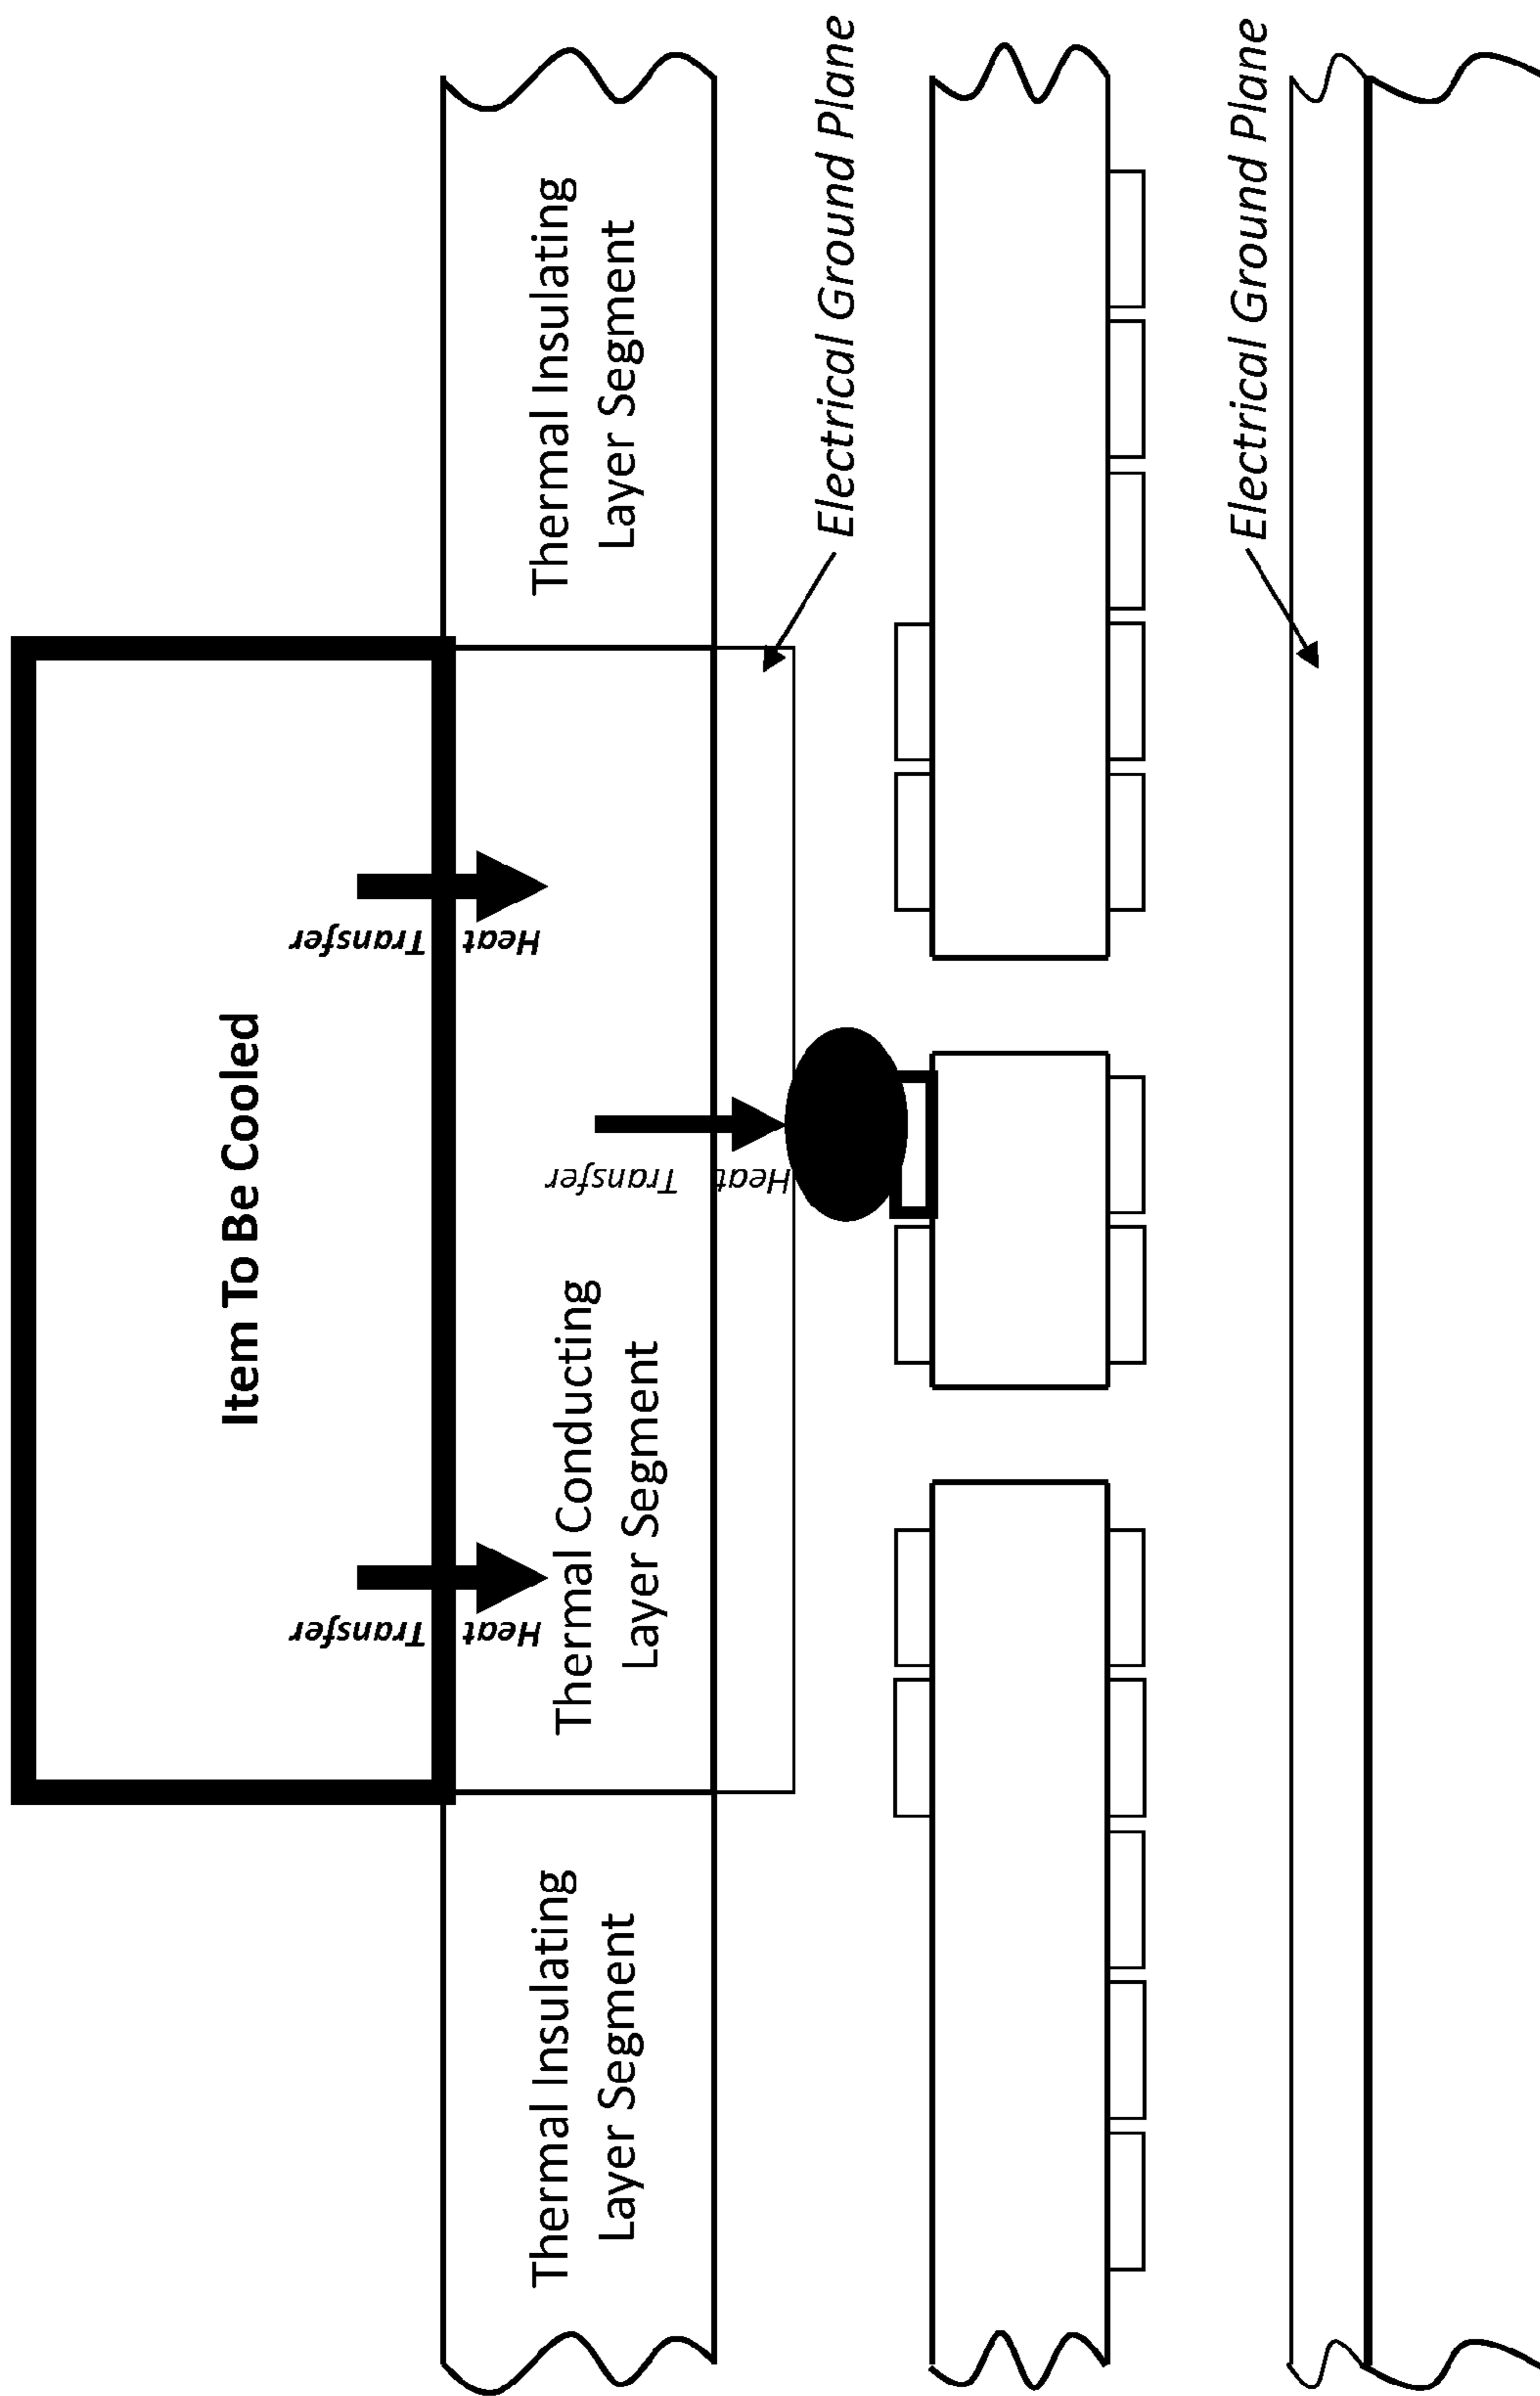 Item To Be Cooled
Heat
Transfer
Heat
Transfer
Thermal Insulating
Layer Segment
Thermal Conducting
Layer Segment
Thermal Insulating
Layer Segment
Heat
Transfer
Electrical Ground Plane
Electrical Ground Plane